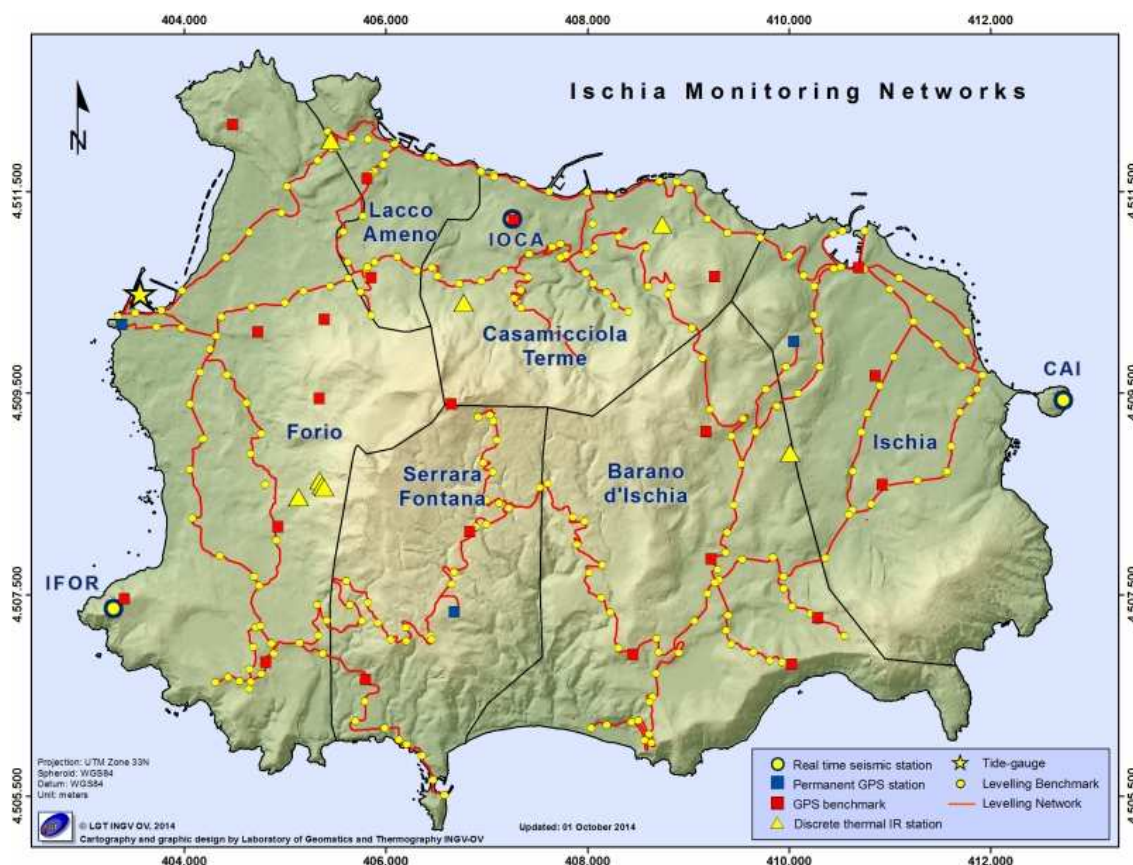 404.000 406.000 408.000 410.000 412.000
Ischia Monitoring Networks
N
4.511.500 4.511.500
Lacco
Ameno
IOCA
Casamicciola
Terme
CAI
4.509.500 4.509.500
Forio
Ischia
Serrara
Fontana
Barano
d'Ischia
IFOR
4.507.500 4.507.500
Projection: UTM Zone 33N
Spheroid: WGS84
Datum: WGS84
Unit: meters
Real time seismic station
Permanent GPS station
GPS benchmark
Discrete thermal IR station
Tide-gauge
Levelling Benchmark
Levelling Network
4.505.500 4.505.500
© LGT INGV OV, 2014
Updated: 01 October 2014
Cartography and graphic design by Laboratory of Geomatics and Thermography INGV-OV
404.000 406.000 408.000 410.000 412.000